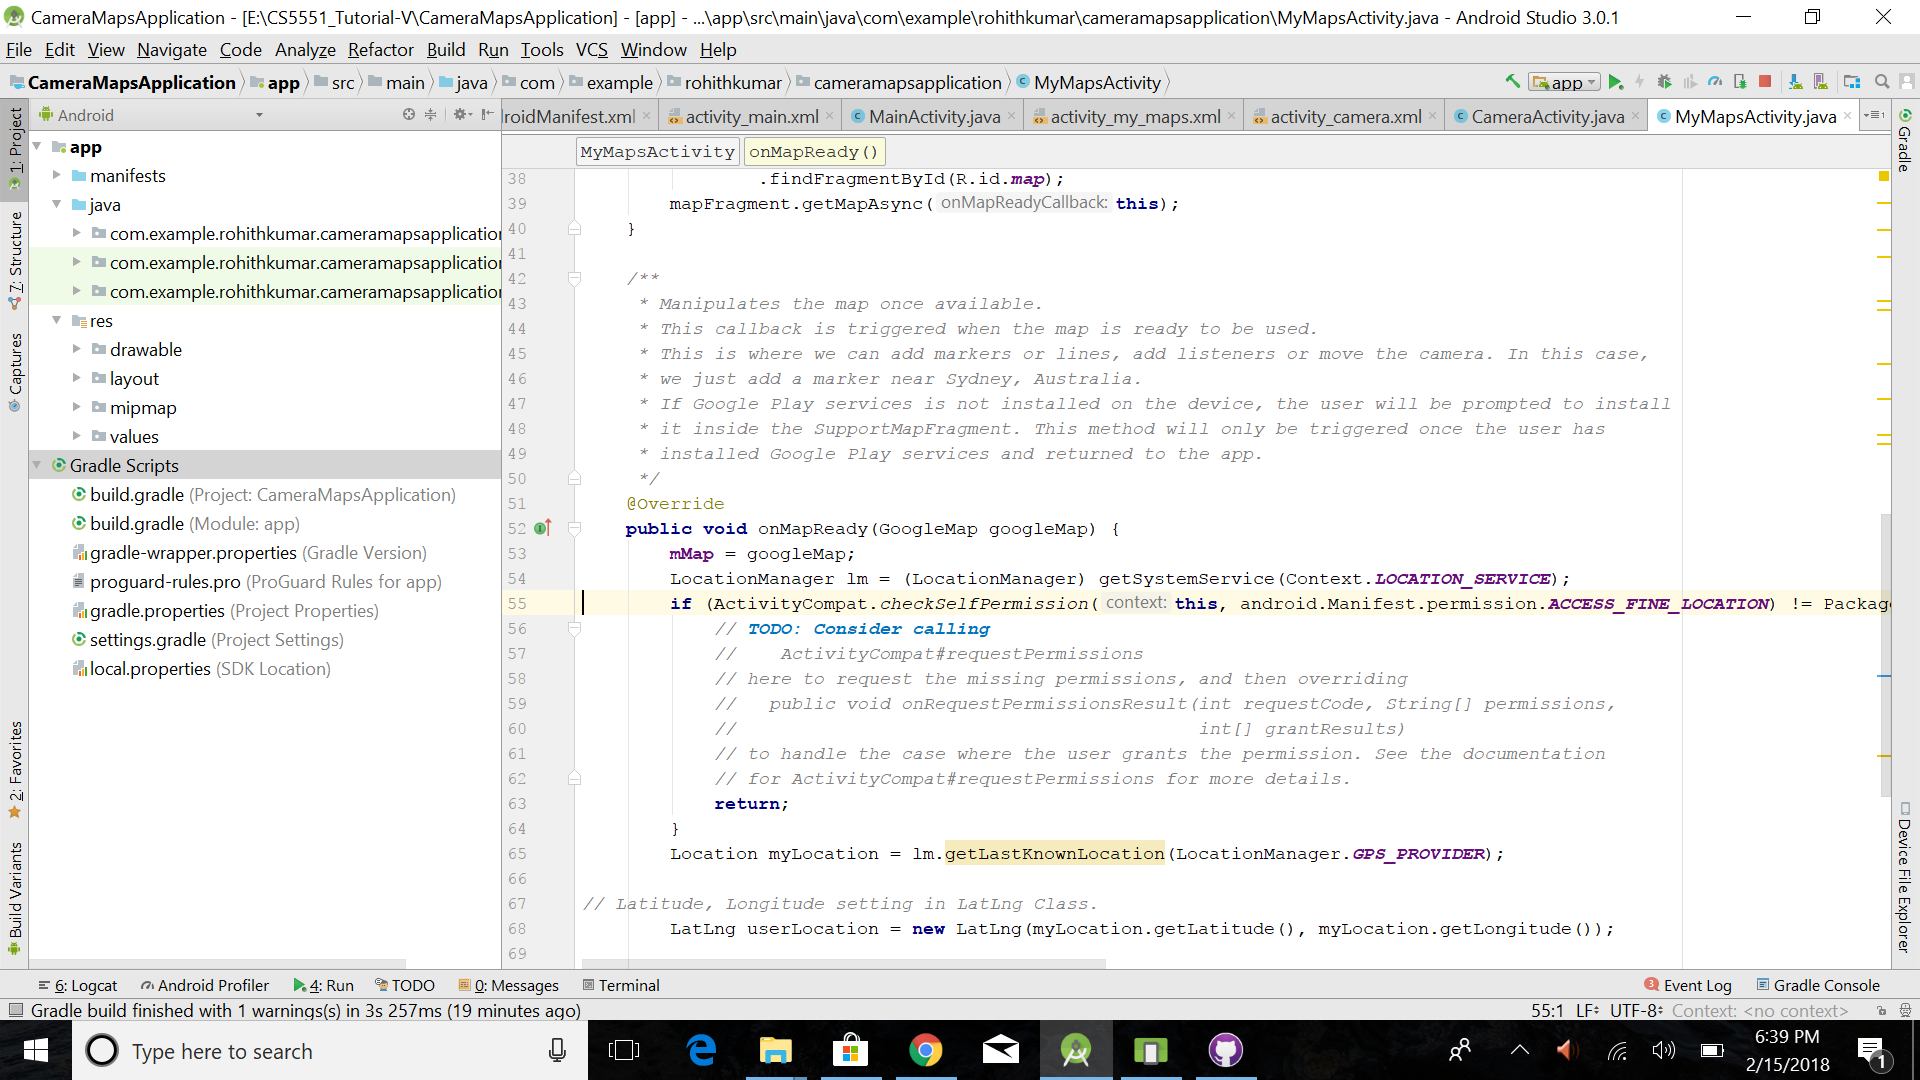 CameraMapsApplication - [E:\CS5551_Tutorial-V\CameraMapsApplication] - [app] - ...\app\src\main\java\com\example\rohithkumar\cameramapsapplication\MyMapsActivity.java - Android Studio 3.0.1
File Edit View Navigate Code Analyze Refactor Build Run Tools VCS Window Help
CameraMapsApplication app src main java com example rohithkumar cameramapsapplication MyMapsActivity app
Android
roidManifest.xml activity_main.xml MainActivity.java activity_my_maps.xml activity_camera.xml CameraActivity.java MyMapsActivity.java
MyMapsActivity onMapReady()
1: Project
7: Structure
Captures
2: Favorites
Build Variants
app
manifests
java
com.example.rohithkumar.cameramapsapplication
com.example.rohithkumar.cameramapsapplication
com.example.rohithkumar.cameramapsapplication
res
drawable
layout
mipmap
values
Gradle Scripts
build.gradle (Project: CameraMapsApplication)
build.gradle (Module: app)
gradle-wrapper.properties (Gradle Version)
proguard-rules.pro (ProGuard Rules for app)
gradle.properties (Project Properties)
settings.gradle (Project Settings)
local.properties (SDK Location)
38 .findFragmentById(R.id.map);
39 mapFragment.getMapAsync( onMapReadyCallback: this);
40 }
41
42 /**
43 * Manipulates the map once available.
44 * This callback is triggered when the map is ready to be used.
45 * This is where we can add markers or lines, add listeners or move the camera. In this case,
46 * we just add a marker near Sydney, Australia.
47 * If Google Play services is not installed on the device, the user will be prompted to install
48 * it inside the SupportMapFragment. This method will only be triggered once the user has
49 * installed Google Play services and returned to the app.
50 */
51 @Override
52 public void onMapReady(GoogleMap googleMap) {
53 mMap = googleMap;
54 LocationManager lm = (LocationManager) getSystemService(Context.LOCATION_SERVICE);
55 if (ActivityCompat.checkSelfPermission( context: this, android.Manifest.permission.ACCESS_FINE_LOCATION) != Package
56 // TODO: Consider calling
57 // ActivityCompat#requestPermissions
58 // here to request the missing permissions, and then overriding
59 // public void onRequestPermissionsResult(int requestCode, String[] permissions,
60 // int[] grantResults)
61 // to handle the case where the user grants the permission. See the documentation
62 // for ActivityCompat#requestPermissions for more details.
63 return;
64 }
65 Location myLocation = lm.getLastKnownLocation(LocationManager.GPS_PROVIDER);
66
67 // Latitude, Longitude setting in LatLng Class.
68 LatLng userLocation = new LatLng(myLocation.getLatitude(), myLocation.getLongitude());
69
Gradle
Device File Explorer
6: Logcat Android Profiler 4: Run TODO 0: Messages Terminal 3 Event Log Gradle Console
Gradle build finished with 1 warnings(s) in 3s 257ms (19 minutes ago) 55:1 LF UTF-8 Context: <no context>
Type here to search
6:39 PM
2/15/2018
1